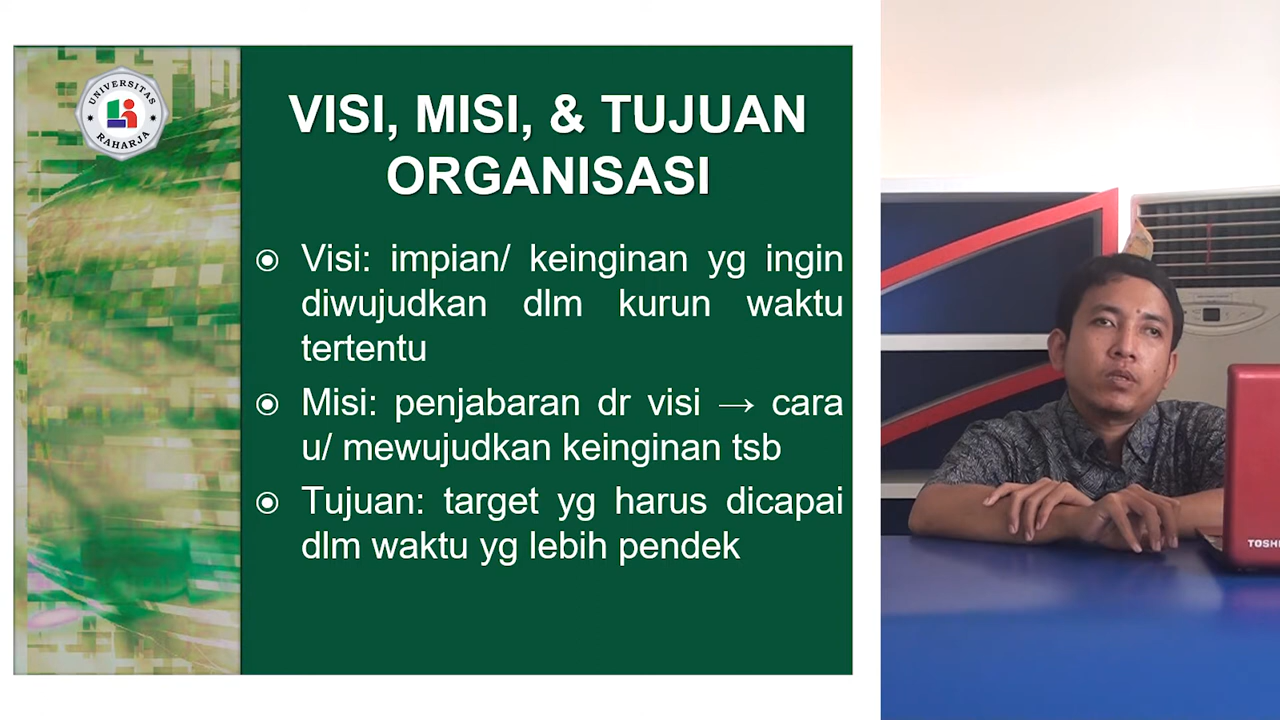 UNIVERSITAS
RAHARJA
VISI, MISI, & TUJUAN
ORGANISASI
Visi: impian/ keinginan yg ingin
diwujudkan dlm kurun waktu
tertentu
Misi: penjabaran dr visi → cara
u/ mewujudkan keinginan tsb
Tujuan: target yg harus dicapai
dlm waktu yg lebih pendek